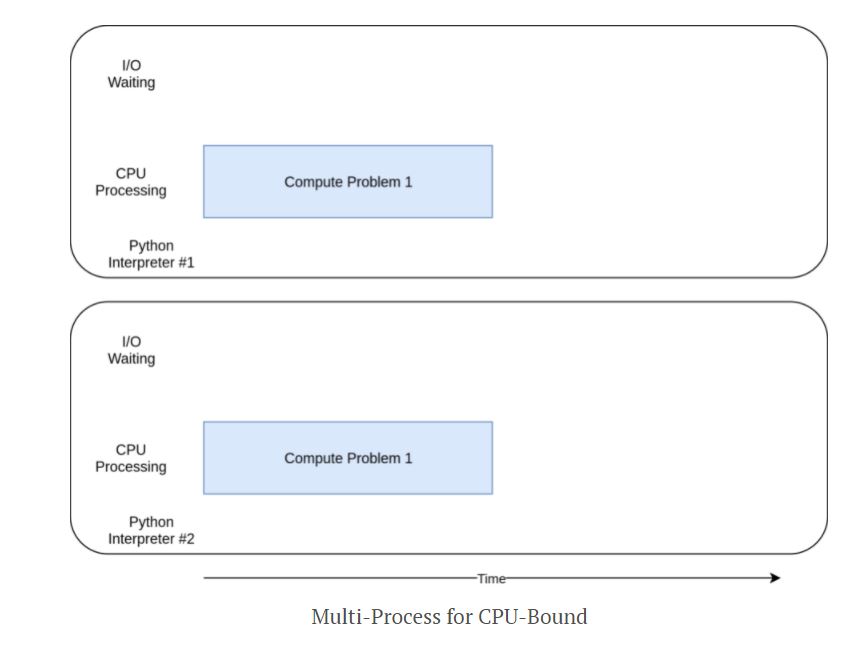 I/O
Waiting
CPU
Processing
Compute Problem 1
Python
Interpreter #1
I/O
Waiting
CPU
Processing
Compute Problem 1
Python
Interpreter #2
Time
Multi-Process for CPU-Bound